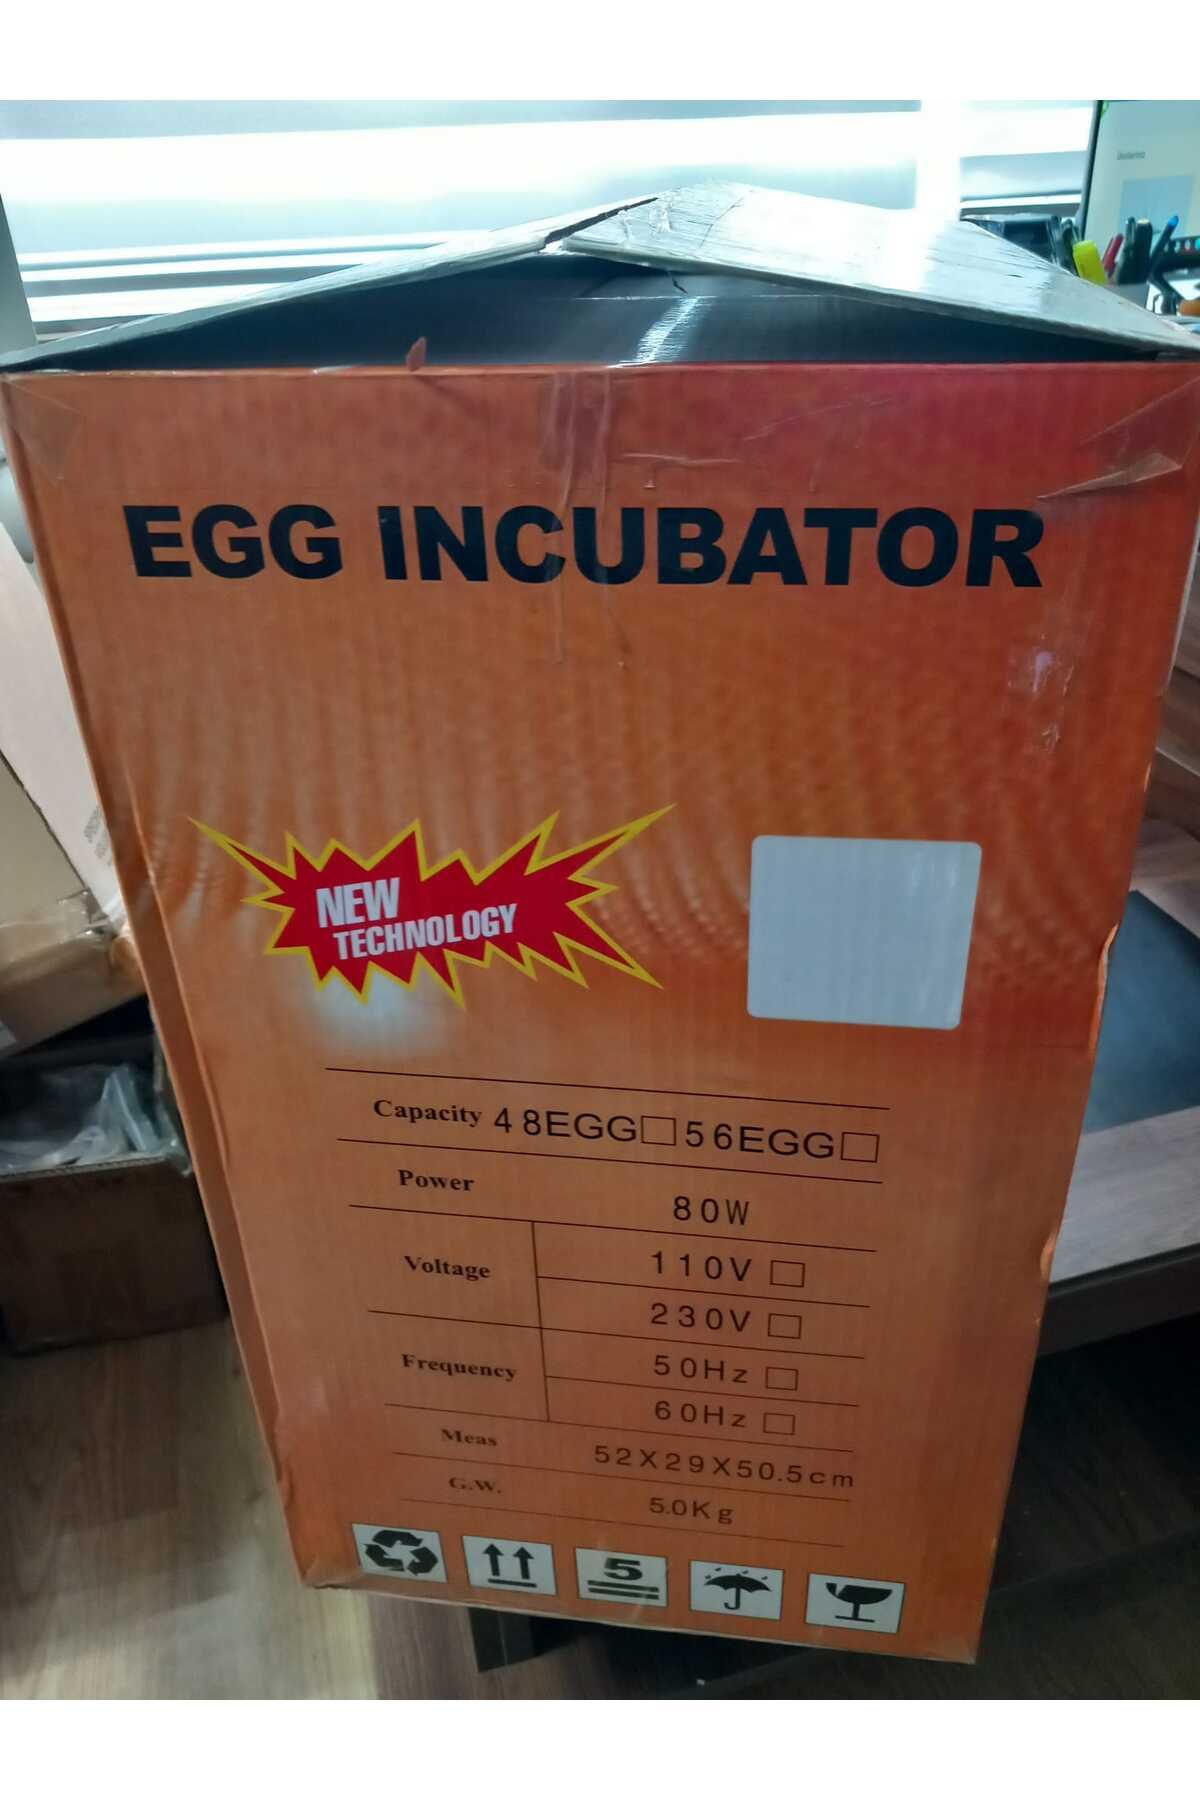 EGG INCUBATOR
NEW
TECHNOLOGY
Capacity 48EGG□56EGG□
Power 80W
Voltage 110V □
230V □
Frequency 50Hz □
60Hz □
Meas 52X29X50.5cm
G.W. 5.0Kg
5